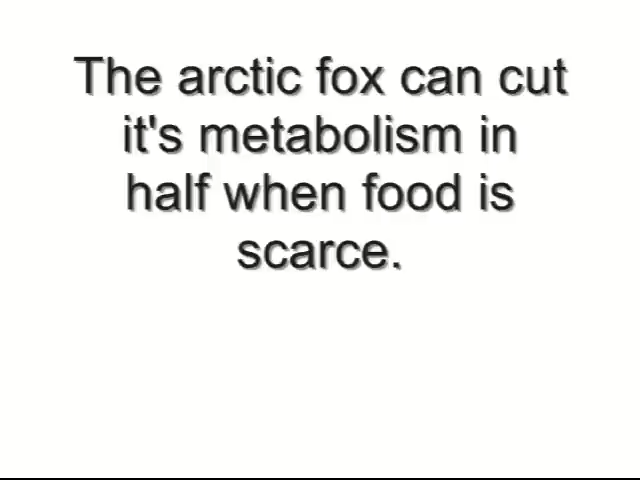 The arctic fox can cut
it's metabolism in
half when food is
scarce.